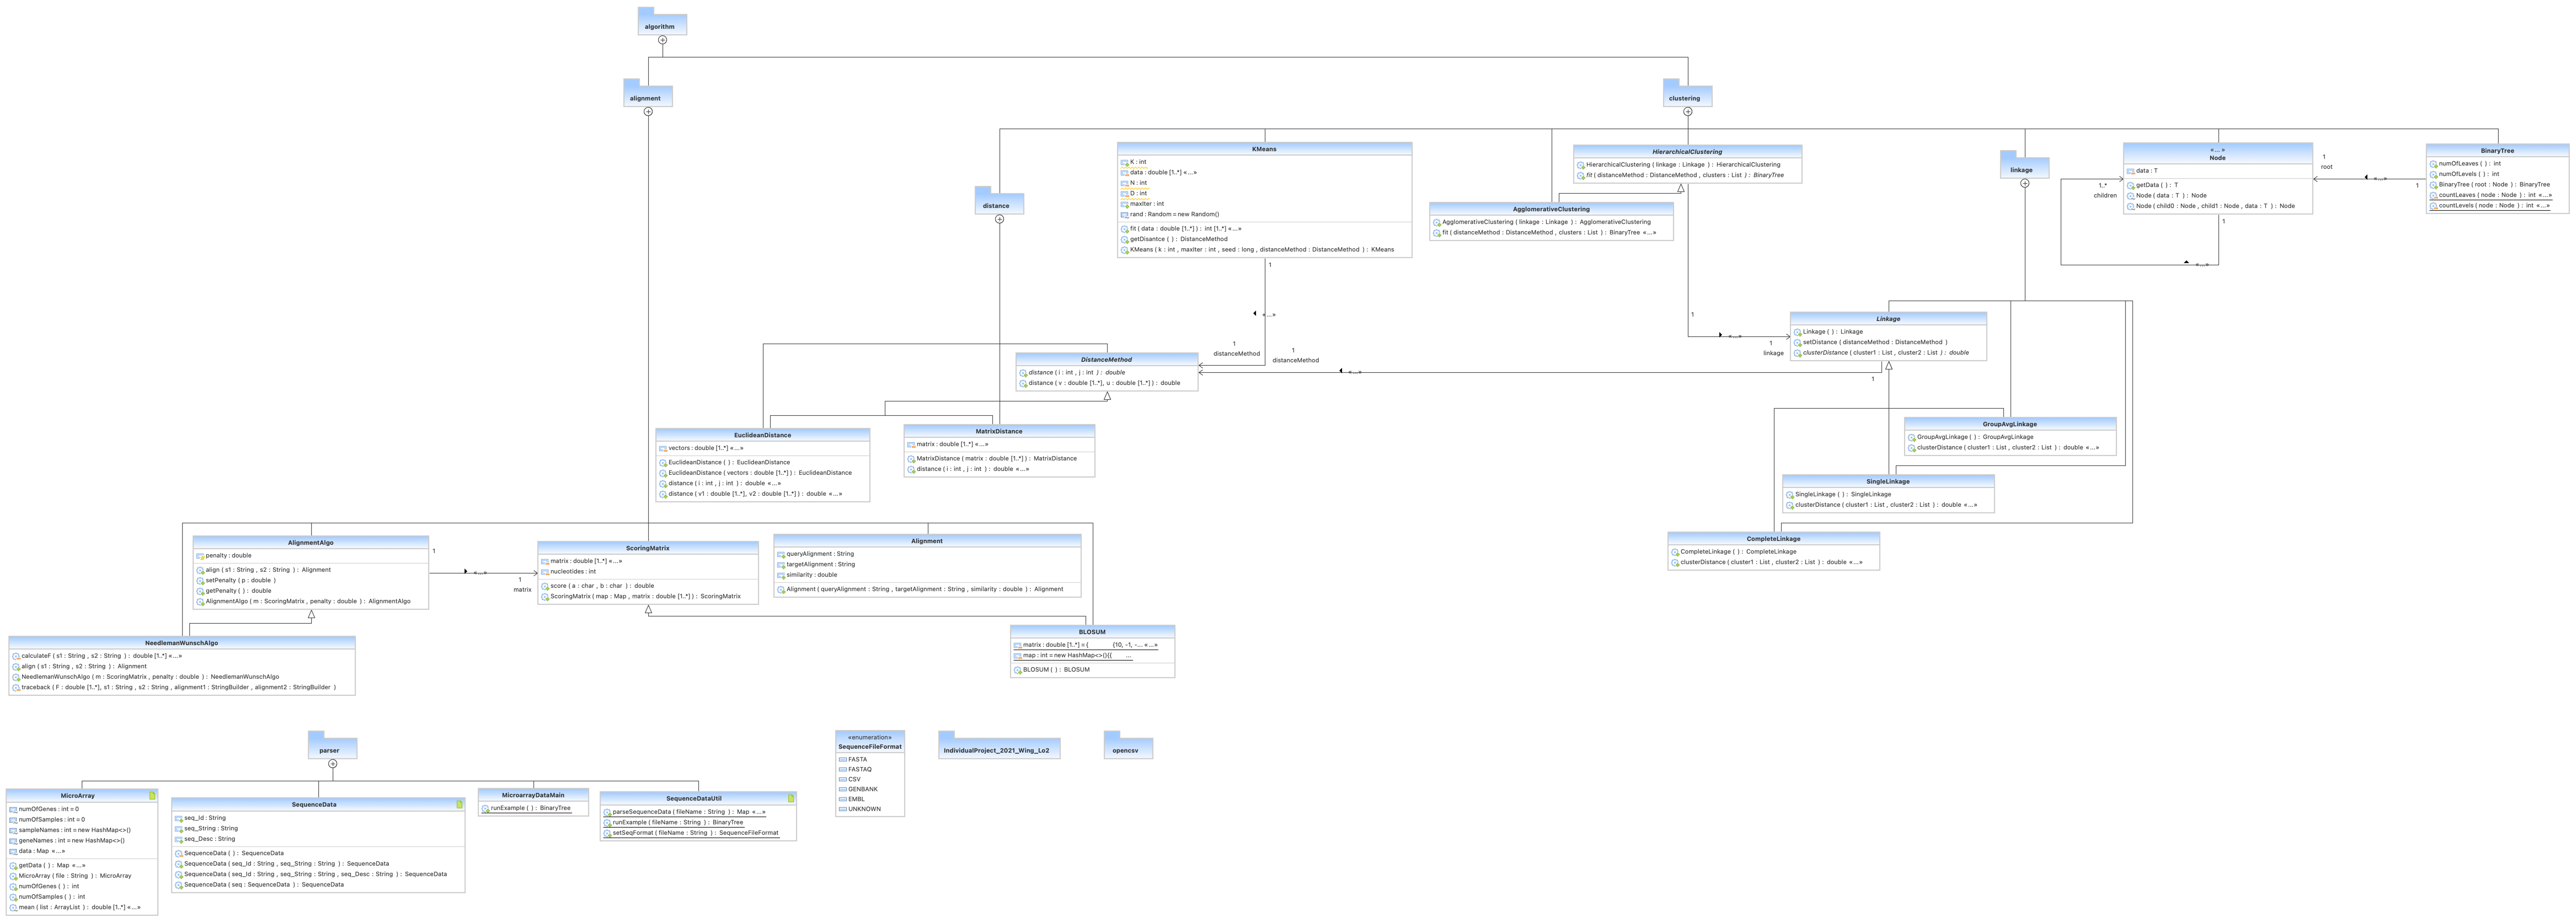 algorithm
alignment
clustering
KMeans
K : int
data : double [1..*] «...»
N : int
D : int
maxIter : int
rand : Random = new Random()
fit ( data : double [1..*] ) : int [1..*] «...»
getDisantce ( ) : DistanceMethod
KMeans ( k : int , maxIter : int , seed : long , distanceMethod : DistanceMethod ) : KMeans
HierarchicalClustering
HierarchicalClustering ( linkage : Linkage ) : HierarchicalClustering
fit ( distanceMethod : DistanceMethod , clusters : List ) : BinaryTree
AgglomerativeClustering
AgglomerativeClustering ( linkage : Linkage ) : AgglomerativeClustering
fit ( distanceMethod : DistanceMethod , clusters : List ) : BinaryTree «...»
linkage
«...»
Node
data : T
getData ( ) : T
Node ( data : T ) : Node
Node ( child0 : Node , child1 : Node , data : T ) : Node
1..*
children
1
«...»
1
root
«...»
1
BinaryTree
numOfLeaves ( ) : int
numOfLevels ( ) : int
BinaryTree ( root : Node ) : BinaryTree
countLeaves ( node : Node ) : int «...»
countLevels ( node : Node ) : int «...»
distance
1
«...»
1
distanceMethod
1
distanceMethod
«...»
1
1
«...»
1
linkage
Linkage
Linkage ( ) : Linkage
setDistance ( distanceMethod : DistanceMethod )
clusterDistance ( cluster1 : List , cluster2 : List ) : double
DistanceMethod
distance ( i : int , j : int ) : double
distance ( v : double [1..*], u : double [1..*] ) : double
EuclideanDistance
vectors : double [1..*] «...»
EuclideanDistance ( ) : EuclideanDistance
EuclideanDistance ( vectors : double [1..*] ) : EuclideanDistance
distance ( i : int , j : int ) : double «...»
distance ( v1 : double [1..*], v2 : double [1..*] ) : double «...»
MatrixDistance
matrix : double [1..*] «...»
MatrixDistance ( matrix : double [1..*] ) : MatrixDistance
distance ( i : int , j : int ) : double «...»
GroupAvgLinkage
GroupAvgLinkage ( ) : GroupAvgLinkage
clusterDistance ( cluster1 : List , cluster2 : List ) : double «...»
SingleLinkage
SingleLinkage ( ) : SingleLinkage
clusterDistance ( cluster1 : List , cluster2 : List ) : double «...»
CompleteLinkage
CompleteLinkage ( ) : CompleteLinkage
clusterDistance ( cluster1 : List , cluster2 : List ) : double «...»
AlignmentAlgo
penalty : double
align ( s1 : String , s2 : String ) : Alignment
setPenalty ( p : double )
getPenalty ( ) : double
AlignmentAlgo ( m : ScoringMatrix , penalty : double ) : AlignmentAlgo
1
«...»
1
matrix
ScoringMatrix
matrix : double [1..*] «...»
nucleotides : int
score ( a : char , b : char ) : double
ScoringMatrix ( map : Map , matrix : double [1..*] ) : ScoringMatrix
Alignment
queryAlignment : String
targetAlignment : String
similarity : double
Alignment ( queryAlignment : String , targetAlignment : String , similarity : double ) : Alignment
NeedlemanWunschAlgo
calculateF ( s1 : String , s2 : String ) : double [1..*] «...»
align ( s1 : String , s2 : String ) : Alignment
NeedlemanWunschAlgo ( m : ScoringMatrix , penalty : double ) : NeedlemanWunschAlgo
traceback ( F : double [1..*], s1 : String , s2 : String , alignment1 : StringBuilder , alignment2 : StringBuilder )
BLOSUM
matrix : double [1..*] = { {10, -1, -... «...»
map : int = new HashMap<>(){{ ...
BLOSUM ( ) : BLOSUM
parser
MicroArray
numOfGenes : int = 0
numOfSamples : int = 0
sampleNames : int = new HashMap<>()
geneNames : int = new HashMap<>()
data : Map «...»
getData ( ) : Map «...»
MicroArray ( file : String ) : MicroArray
numOfGenes ( ) : int
numOfSamples ( ) : int
mean ( list : ArrayList ) : double [1..*] «...»
SequenceData
seq_Id : String
seq_String : String
seq_Desc : String
SequenceData ( ) : SequenceData
SequenceData ( seq_Id : String , seq_String : String ) : SequenceData
SequenceData ( seq_Id : String , seq_String : String , seq_Desc : String ) : SequenceData
SequenceData ( seq : SequenceData ) : SequenceData
MicroarrayDataMain
runExample ( ) : BinaryTree
SequenceDataUtil
parseSequenceData ( fileName : String ) : Map «...»
runExample ( fileName : String ) : BinaryTree
setSeqFormat ( fileName : String ) : SequenceFileFormat
«enumeration»
SequenceFileFormat
FASTA
FASTAQ
CSV
GENBANK
EMBL
UNKNOWN
IndividualProject_2021_Wing_Lo2
opencsv